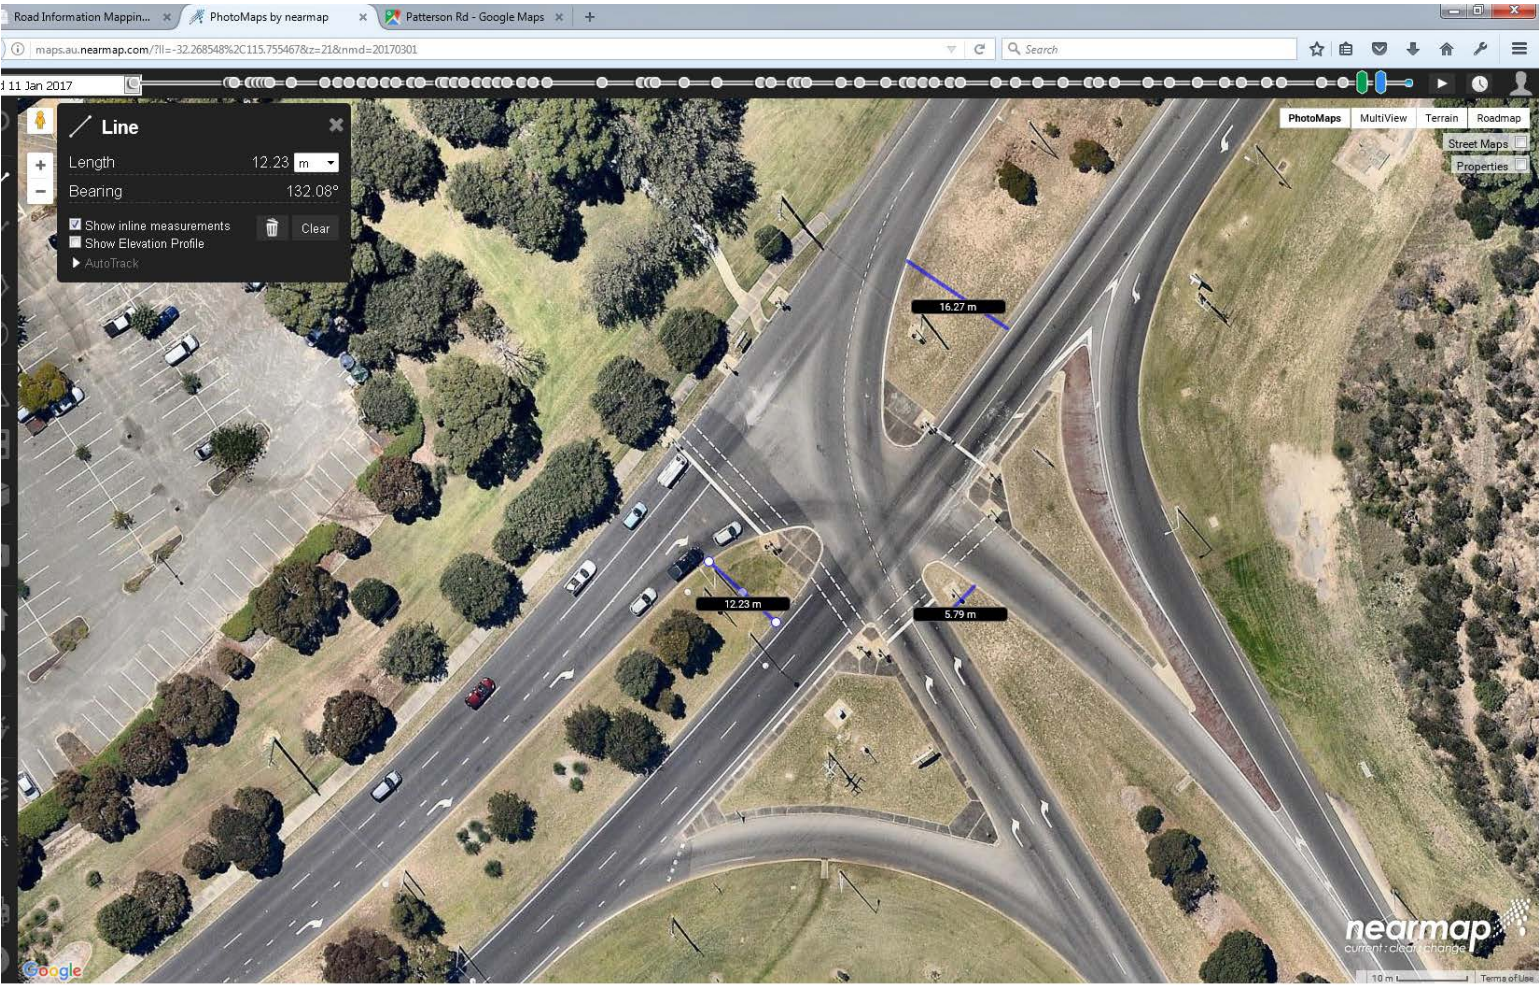 Road Information Mappin...
PhotoMaps by nearmap
Patterson Rd - Google Maps
maps.au.nearmap.com/?ll=-32.268548%2C115.755467&z=21&nmd=20170301
Search
11 Jan 2017
Line
Length 12.23 m
Bearing 132.08°
Show inline measurements
Clear
Show Elevation Profile
AutoTrack
PhotoMaps MultiView Terrain Roadmap
Street Maps
Properties
16.27 m
12.23 m
5.79 m
nearmap
current: clear: change
Google
10 m
Terms of Use